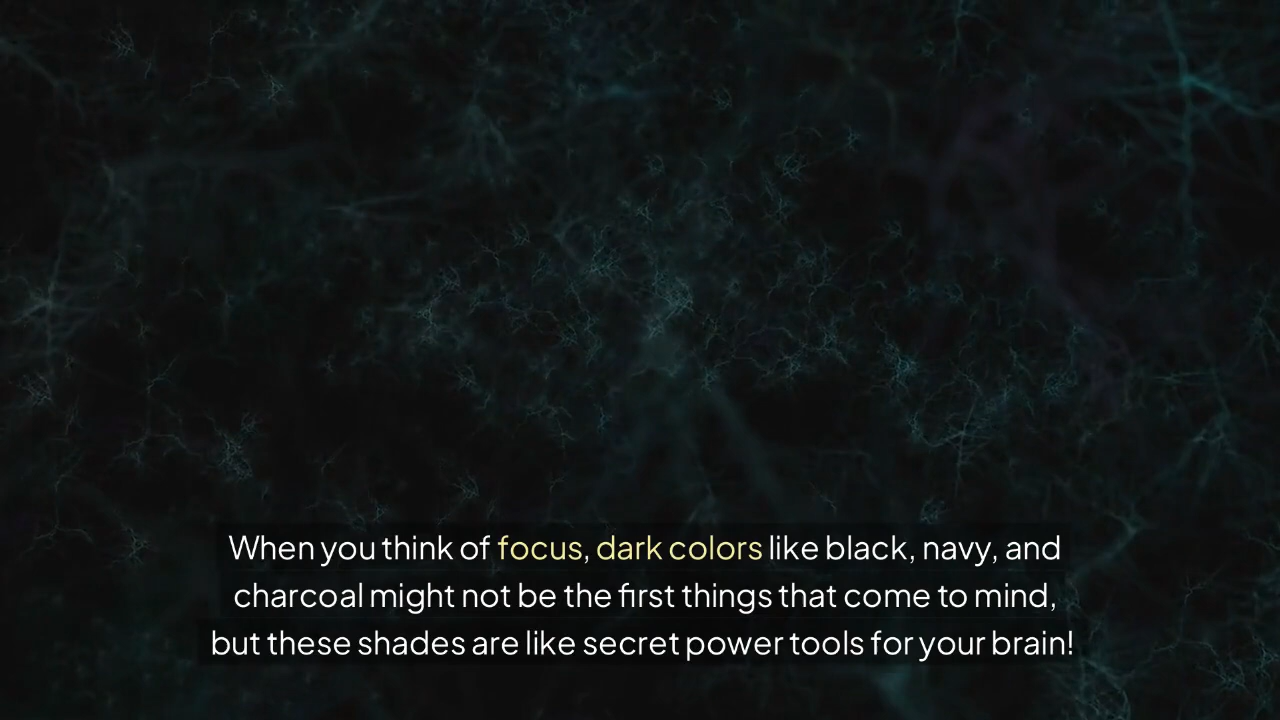 When you think of focus, dark colors like black, navy, and
charcoal might not be the first things that come to mind,
but these shades are like secret power tools for your brain!